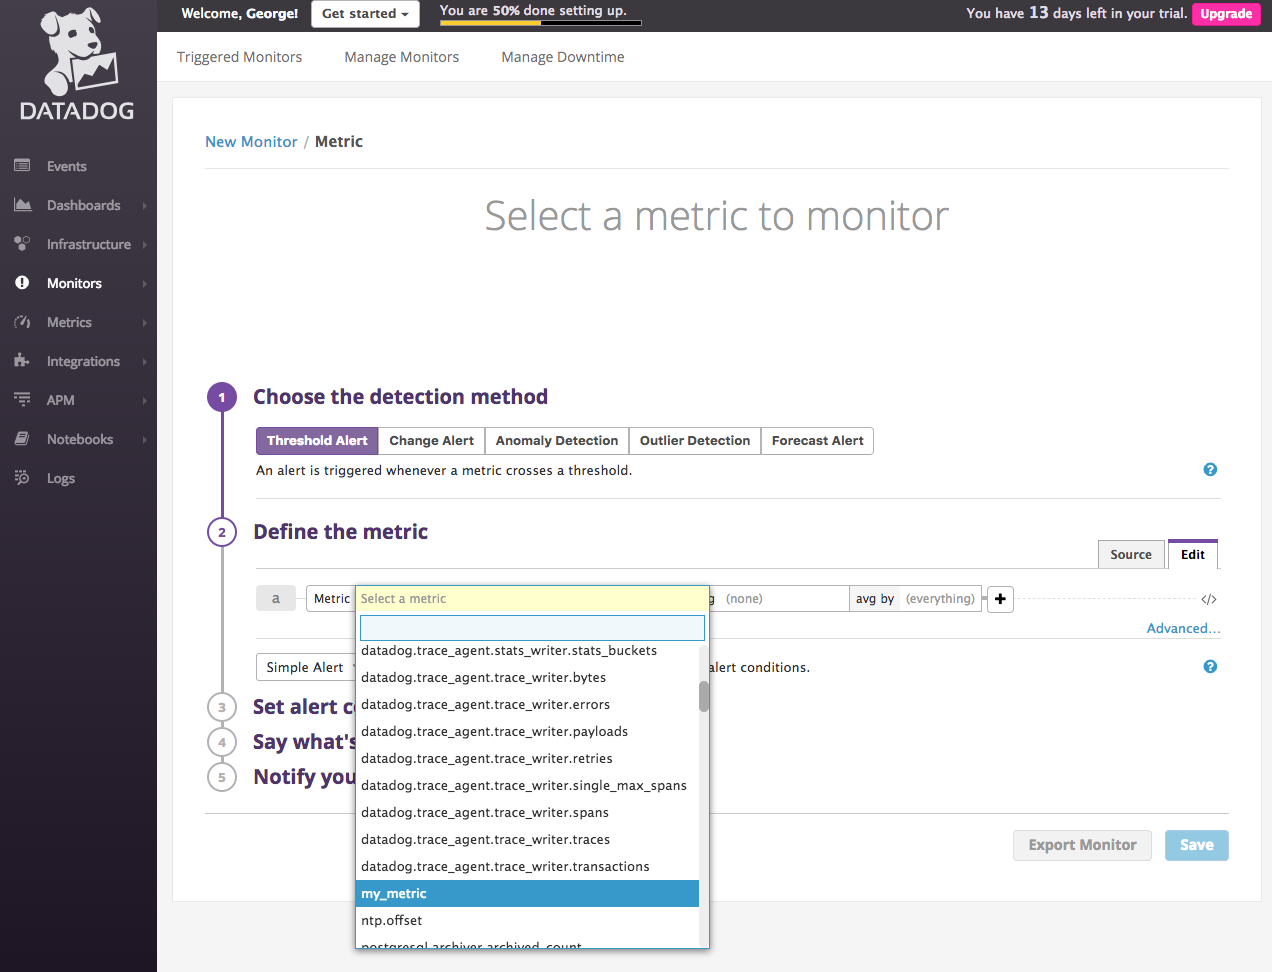 Welcome, George!
Get started
You are 50% done setting up.
You have 13 days left in your trial.
Upgrade
DATADOG
Triggered Monitors
Manage Monitors
Manage Downtime
Events
Dashboards
Infrastructure
Monitors
Metrics
Integrations
APM
Notebooks
Logs
New Monitor / Metric
Select a metric to monitor
1 Choose the detection method
Threshold Alert
Change Alert
Anomaly Detection
Outlier Detection
Forecast Alert
An alert is triggered whenever a metric crosses a threshold.
?
2 Define the metric
Source
Edit
a
Metric
Select a metric
g (none)
avg by (everything)
+
</>
Advanced...
Simple Alert
alert conditions.
?
3 Set alert c
4 Say what's
5 Notify you
datadog.trace_agent.stats_writer.stats_buckets
datadog.trace_agent.trace_writer.bytes
datadog.trace_agent.trace_writer.errors
datadog.trace_agent.trace_writer.payloads
datadog.trace_agent.trace_writer.retries
datadog.trace_agent.trace_writer.single_max_spans
datadog.trace_agent.trace_writer.spans
datadog.trace_agent.trace_writer.traces
datadog.trace_agent.trace_writer.transactions
my_metric
ntp.offset
postgresql.archiver.archived_count
Export Monitor
Save